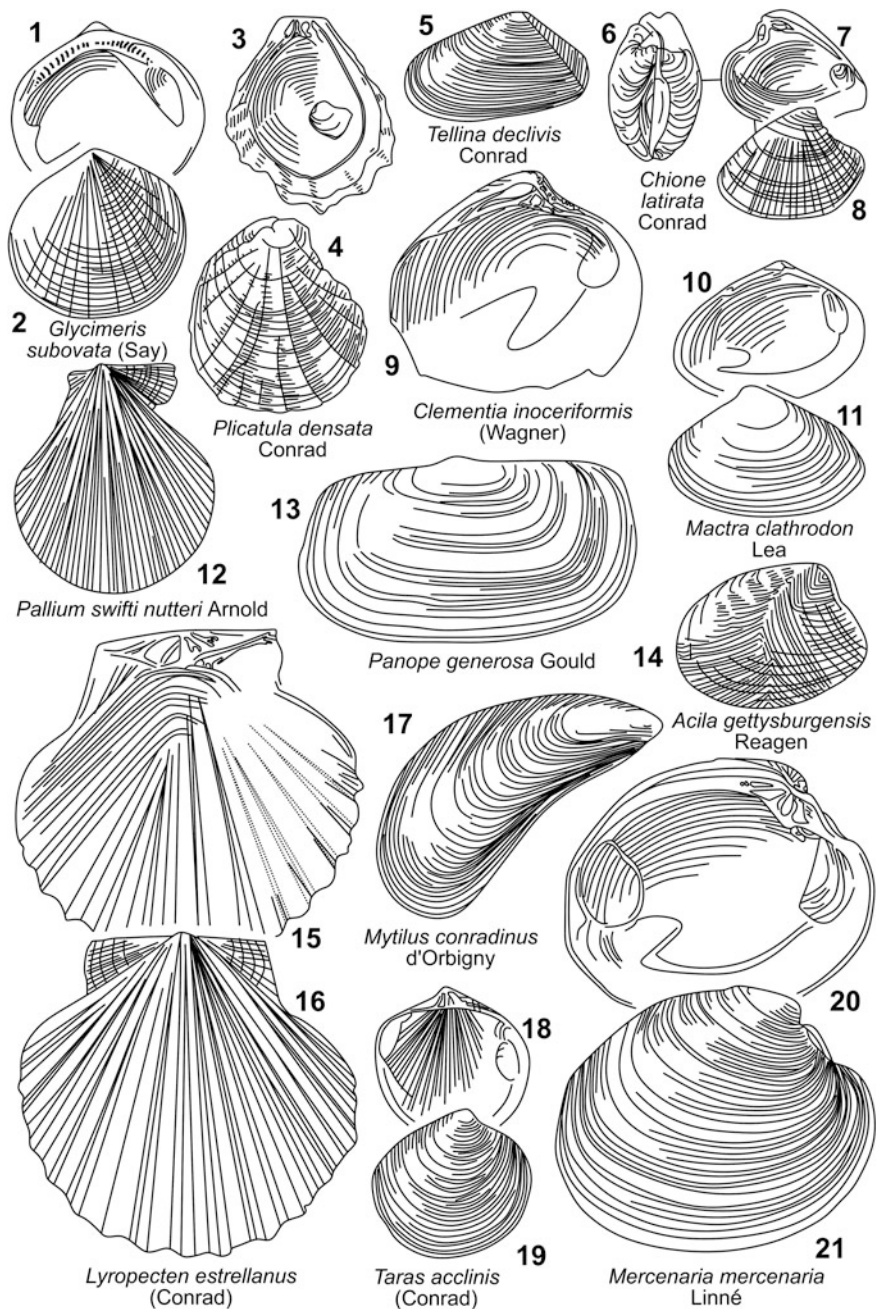 1
3
5
6
7
Tellina declivis
Conrad
Chione
latirata
Conrad
8
4
2
Glycimeris
subovata (Say)
10
9
Plicatula densata
Conrad
Clementia inoceriformis
(Wagner)
11
13
Mactra clathrodon
Lea
12
Pallium swifti nutteri Arnold
Panope generosa Gould
14
Acila gettysburgensis
Reagen
17
15
Mytilus conradinus
d'Orbigny
16
18
20
19
21
Lyropecten estrellanus
(Conrad)
Taras acclinis
(Conrad)
Mercenaria mercenaria
Linné